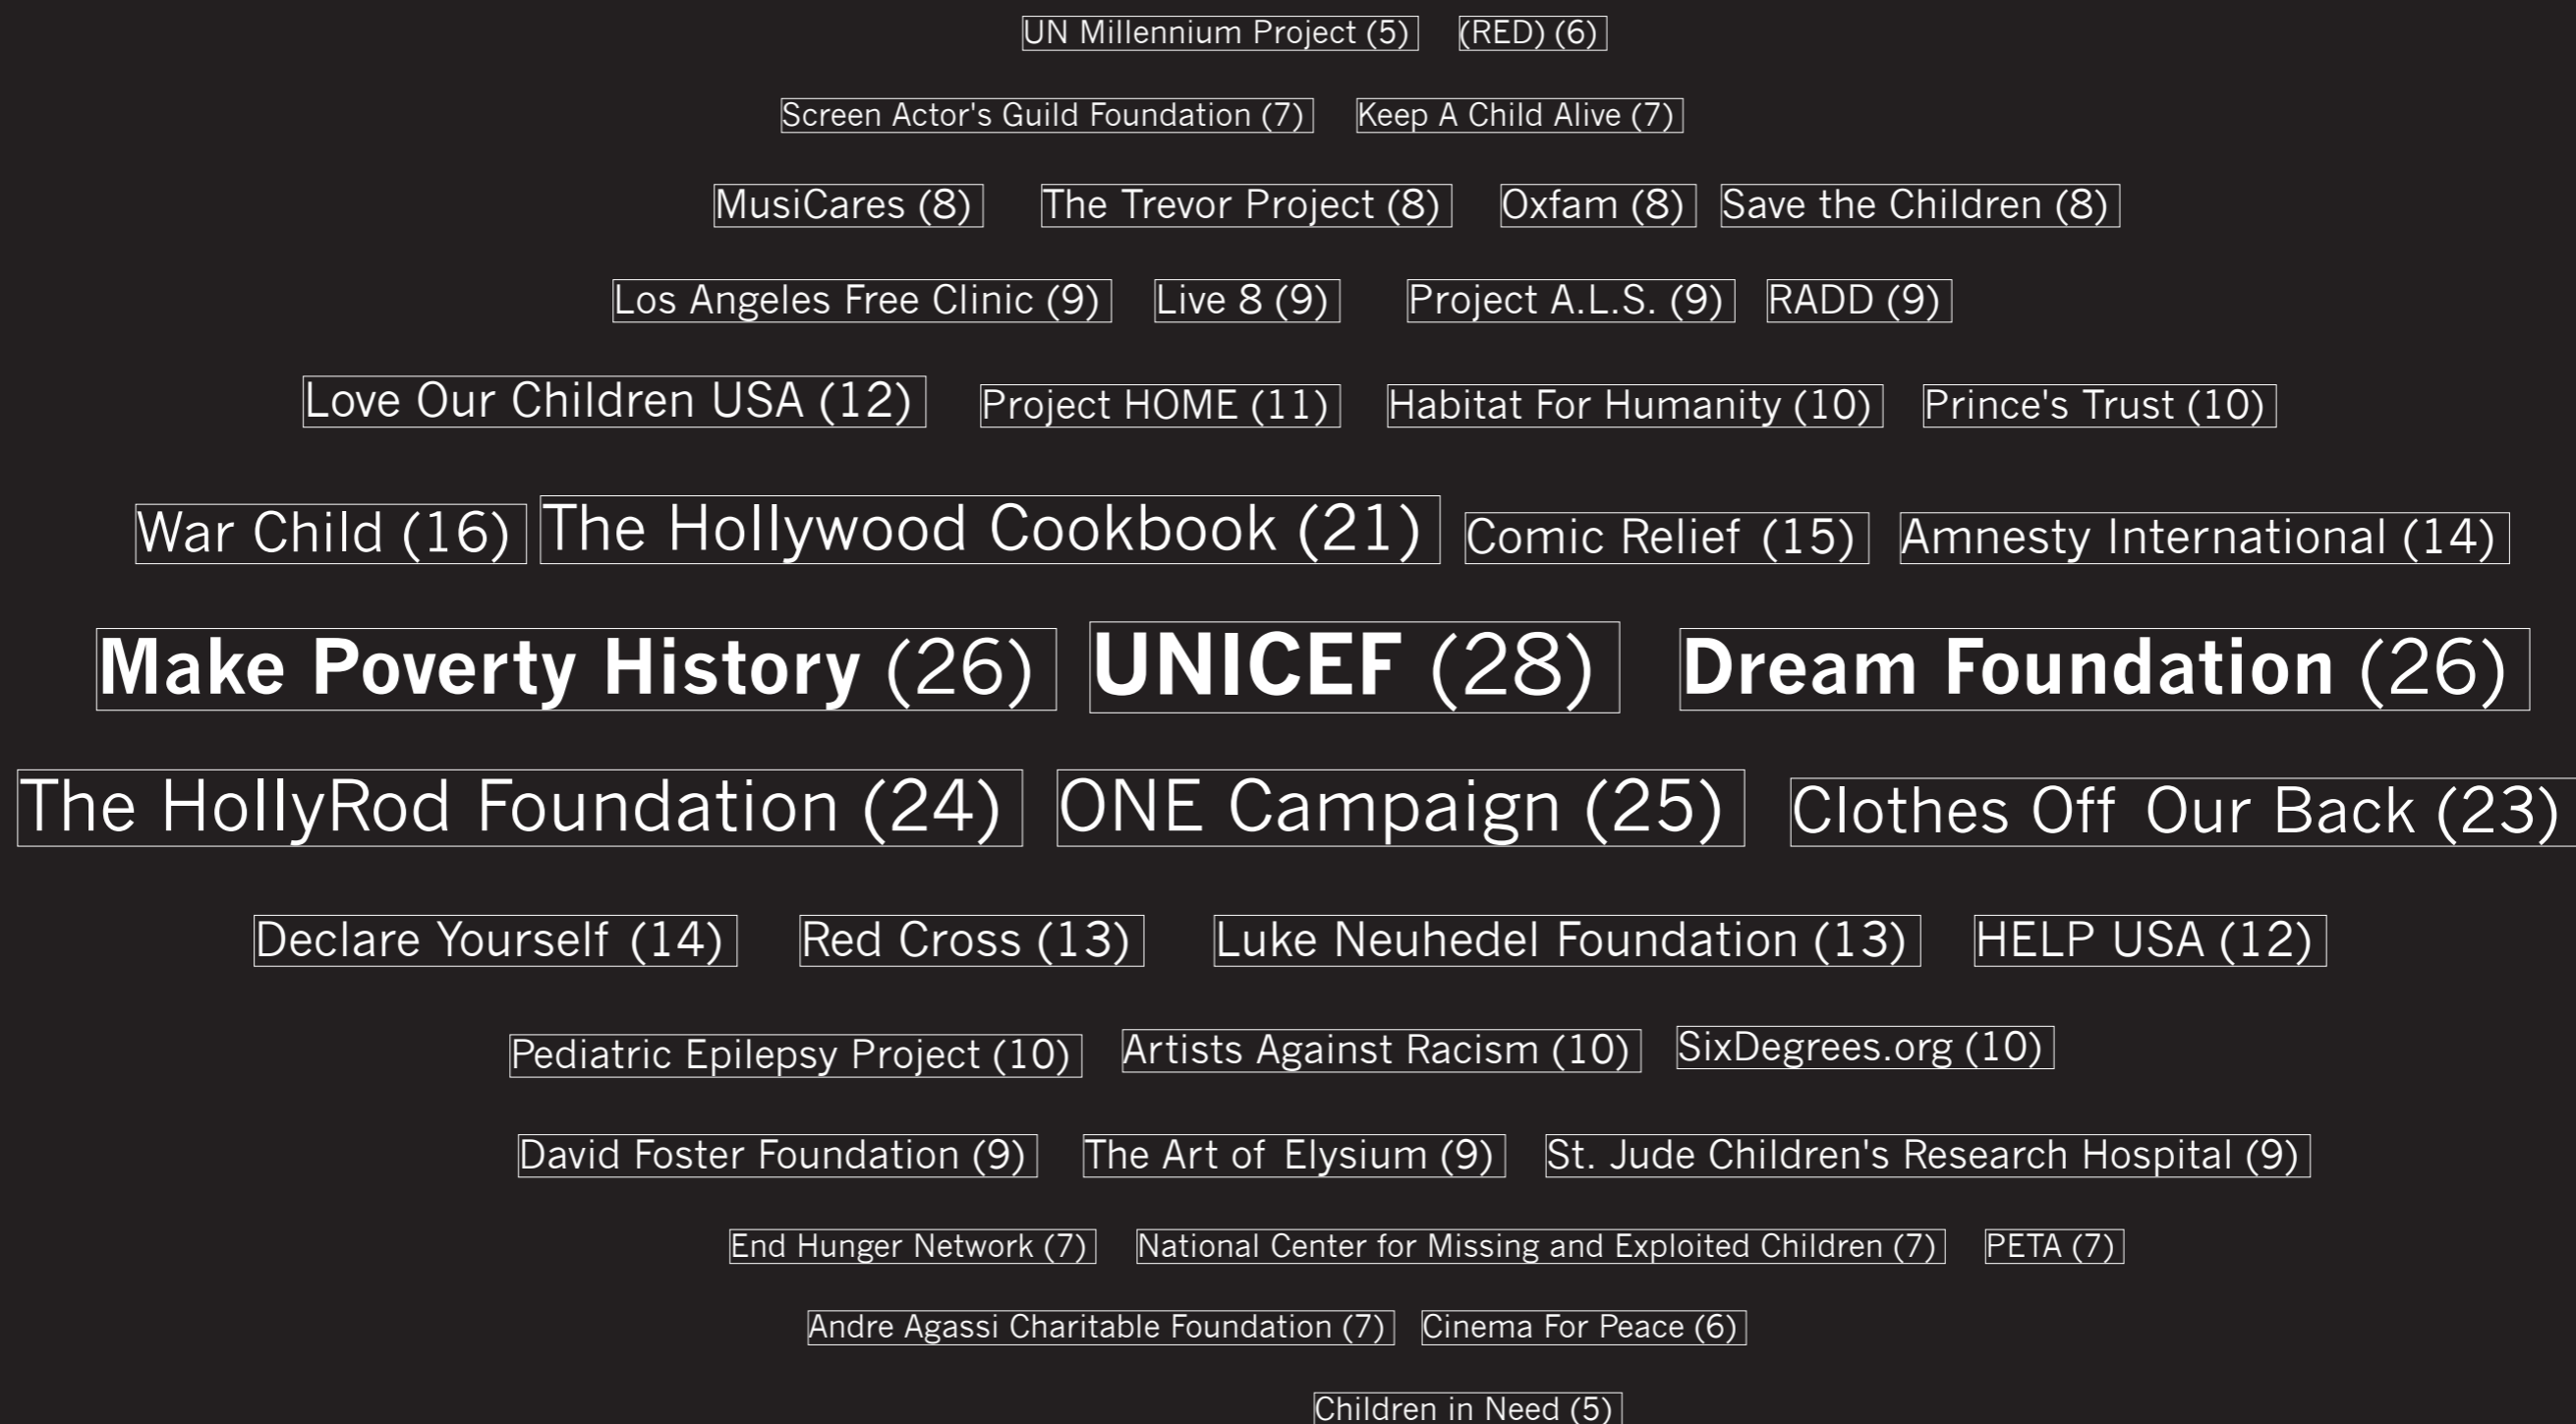 UN Millennium Project (5) (RED) (6)
Screen Actor's Guild Foundation (7) Keep A Child Alive (7)
MusiCares (8) The Trevor Project (8) Oxfam (8) Save the Children (8)
Los Angeles Free Clinic (9) Live 8 (9) Project A.L.S. (9) RADD (9)
Love Our Children USA (12) Project HOME (11) Habitat For Humanity (10) Prince's Trust (10)
War Child (16) The Hollywood Cookbook (21) Comic Relief (15) Amnesty International (14)
Make Poverty History (26) UNICEF (28) Dream Foundation (26)
The HollyRod Foundation (24) ONE Campaign (25) Clothes Off Our Back (23)
Declare Yourself (14) Red Cross (13) Luke Neuhedel Foundation (13) HELP USA (12)
Pediatric Epilepsy Project (10) Artists Against Racism (10) SixDegrees.org (10)
David Foster Foundation (9) The Art of Elysium (9) St. Jude Children's Research Hospital (9)
End Hunger Network (7) National Center for Missing and Exploited Children (7) PETA (7)
Andre Agassi Charitable Foundation (7) Cinema For Peace (6)
Children in Need (5)